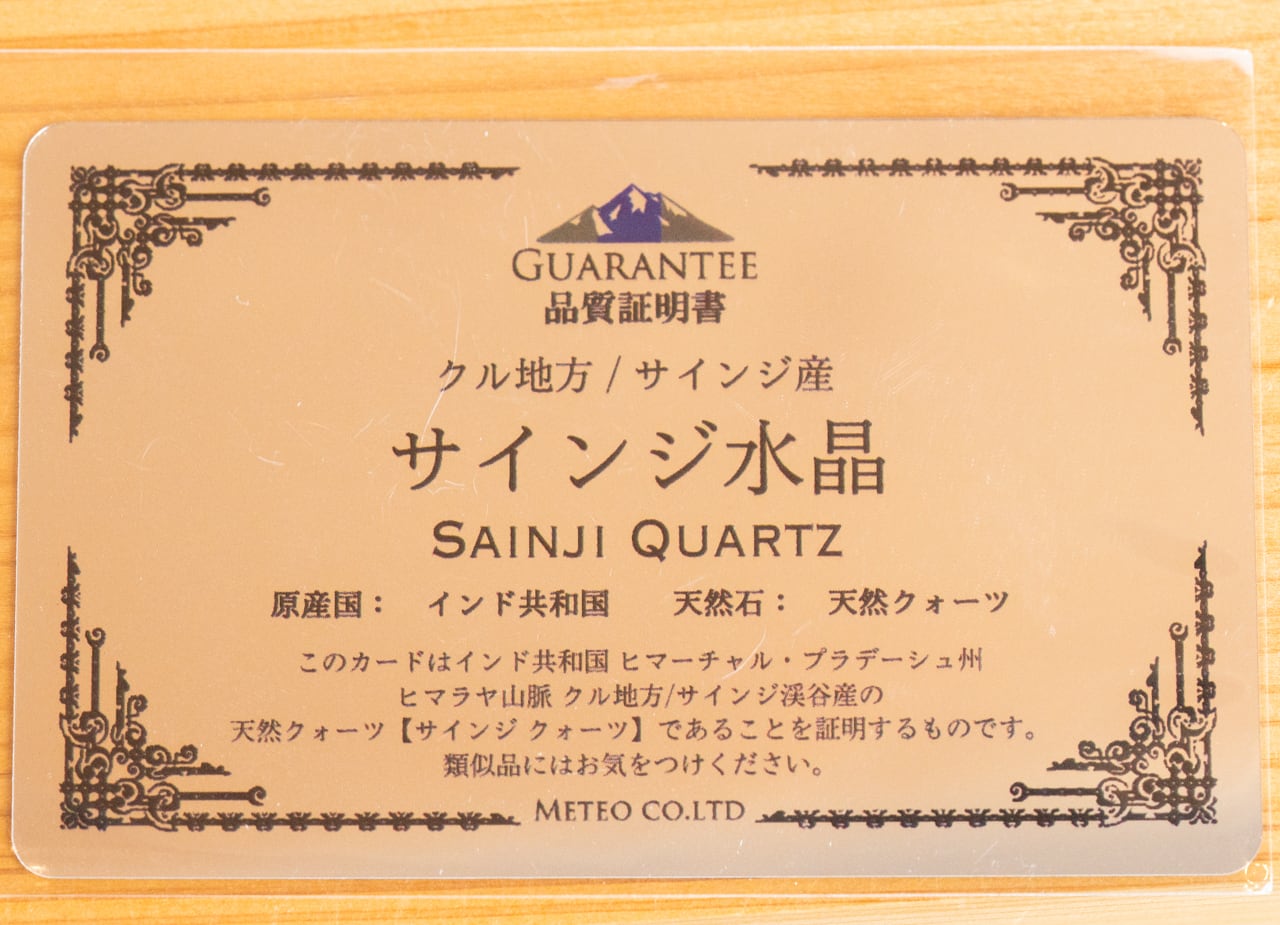 GUARANTEE
品質証明書
クル地方 / サインジ産
サインジ水晶
SAINJI QUARTZ
原産国： インド共和国 天然石： 天然クォーツ
このカードはインド共和国 ヒマーチャル・プラデーシュ州
ヒマラヤ山脈 クル地方/サインジ渓谷産の
天然クォーツ【サインジ クォーツ】であることを証明するものです。
類似品にはお気をつけください。
METEO CO.LTD